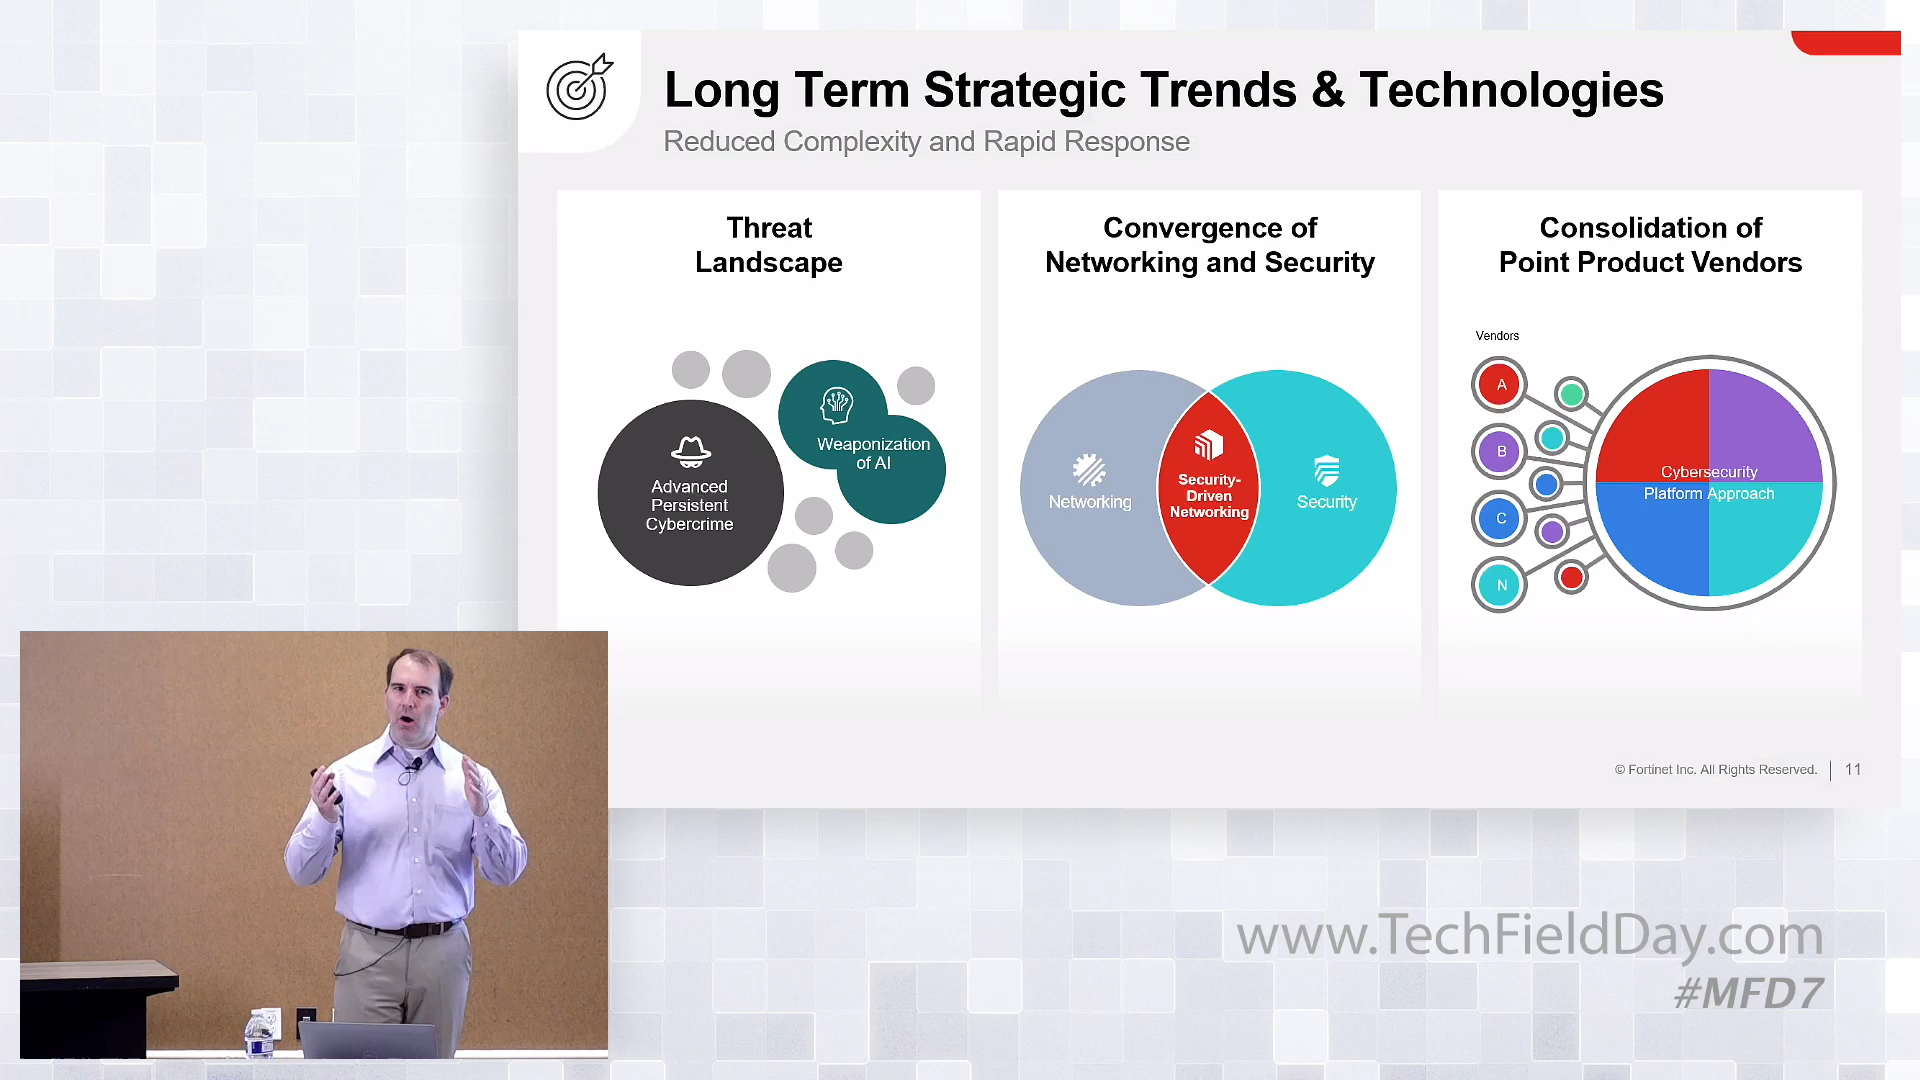 Long Term Strategic Trends & Technologies
Reduced Complexity and Rapid Response
Threat
Landscape
Advanced
Persistent
Cybercrime
Weaponization
of AI
Convergence of
Networking and Security
Networking
Security-
Driven
Networking
Security
Consolidation of
Point Product Vendors
Vendors
A
B
C
N
Cybersecurity
Platform Approach
© Fortinet Inc. All Rights Reserved.
11
www.TechFieldDay.com
#MFD7